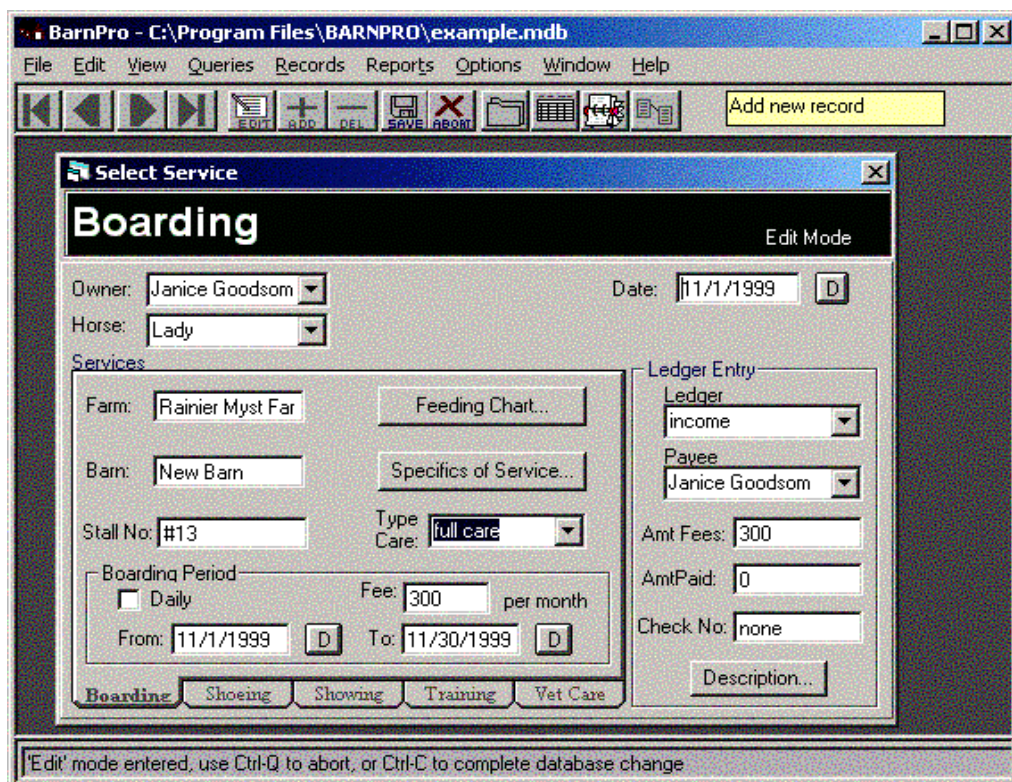 BarnPro - C:\Program Files\BARNPRO\example.mdb
File Edit View Queries Records Reports Options Window Help
EDIT ADD DEL SAVE ABORT Add new record
Select Service
Boarding
Edit Mode
Owner: Janice Goodsom Date: 11/1/1999 D
Horse: Lady
Services
Farm: Rainier Myst Far Feeding Chart...
Barn: New Barn Specifics of Service...
Stall No: #13 Type Care: full care
Boarding Period
Daily Fee: 300 per month
From: 11/1/1999 D To: 11/30/1999 D
Boarding Shoeing Showing Training Vet Care
Ledger Entry
Ledger
income
Payee
Janice Goodsom
Amt Fees: 300
AmtPaid: 0
Check No: none
Description...
'Edit' mode entered, use Ctrl-Q to abort, or Ctrl-C to complete database change